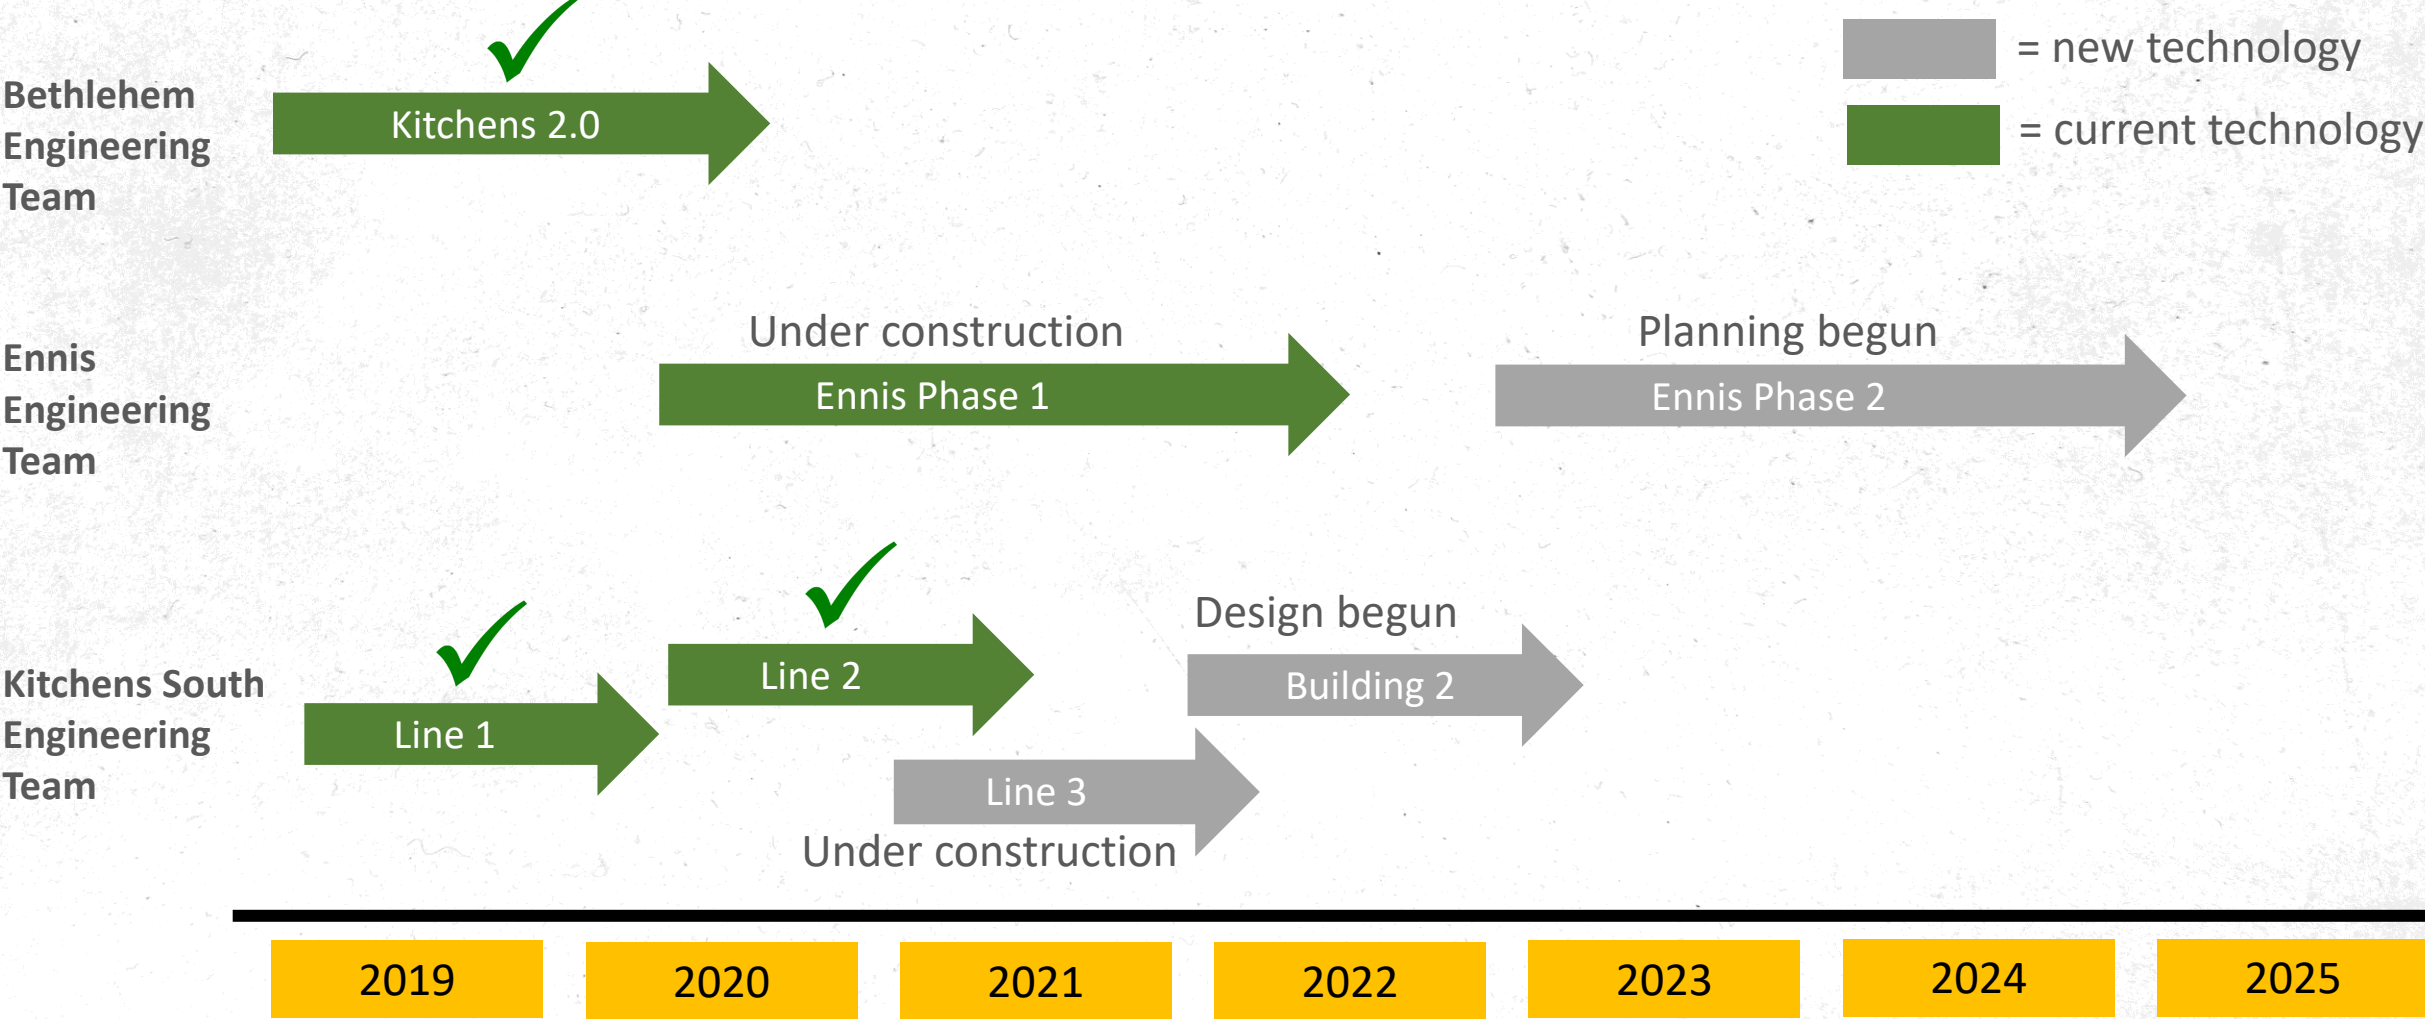 = new technology
= current technology
Bethlehem
Engineering
Team
Kitchens 2.0
Ennis
Engineering
Team
Under construction
Ennis Phase 1
Planning begun
Ennis Phase 2
Kitchens South
Engineering
Team
Line 1
Line 2
Design begun
Building 2
Line 3
Under construction
2019
2020
2021
2022
2023
2024
2025